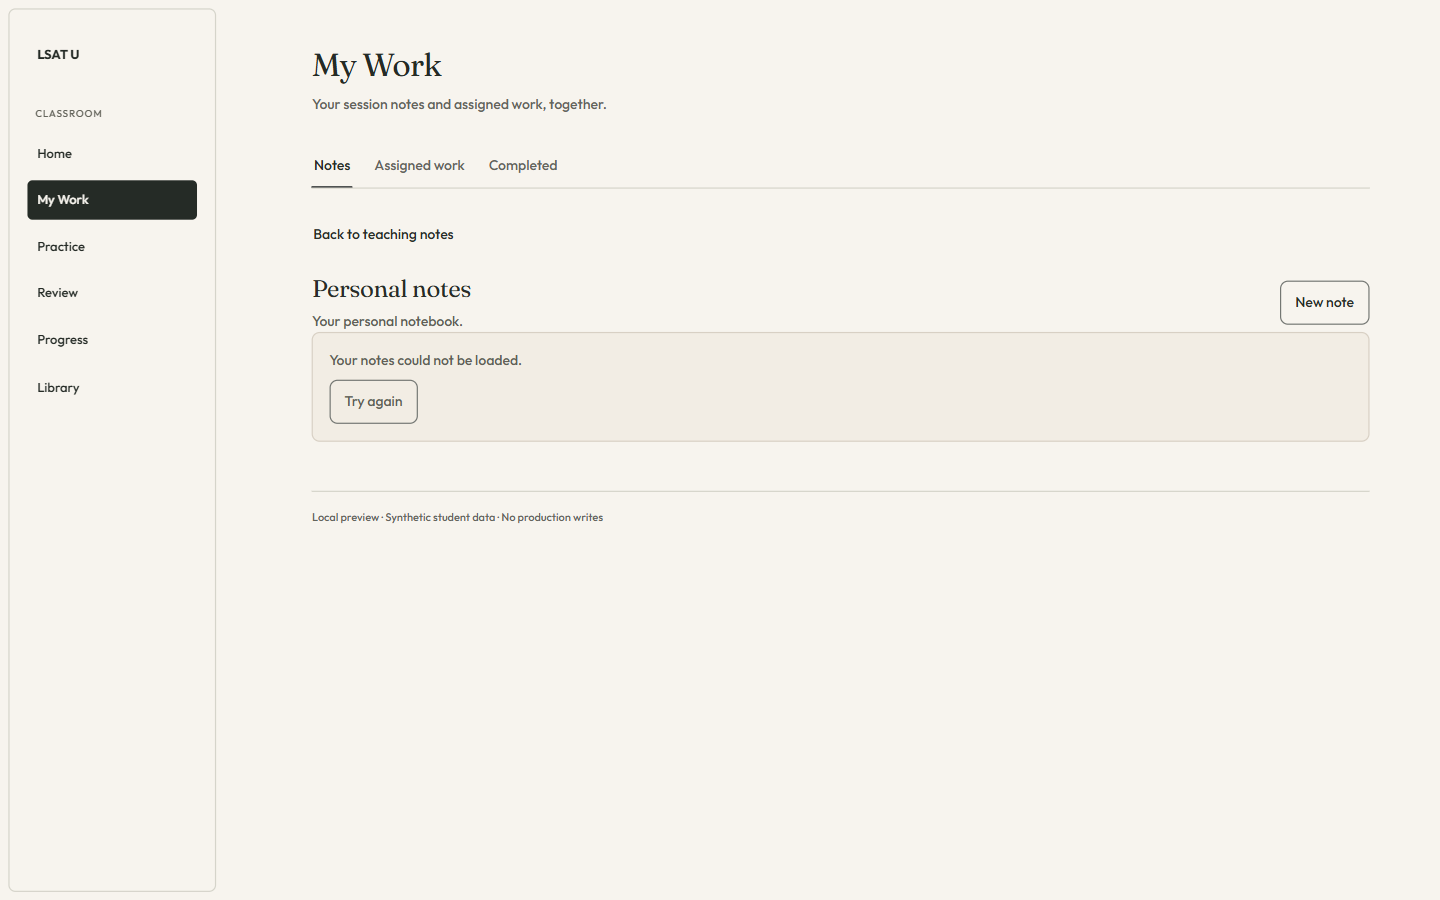 LSAT U
CLASSROOM
Home
My Work
Practice
Review
Progress
Library
My Work
Your session notes and assigned work, together.
Notes
Assigned work
Completed
Back to teaching notes
Personal notes
Your personal notebook.
New note
Your notes could not be loaded.
Try again
Local preview · Synthetic student data · No production writes